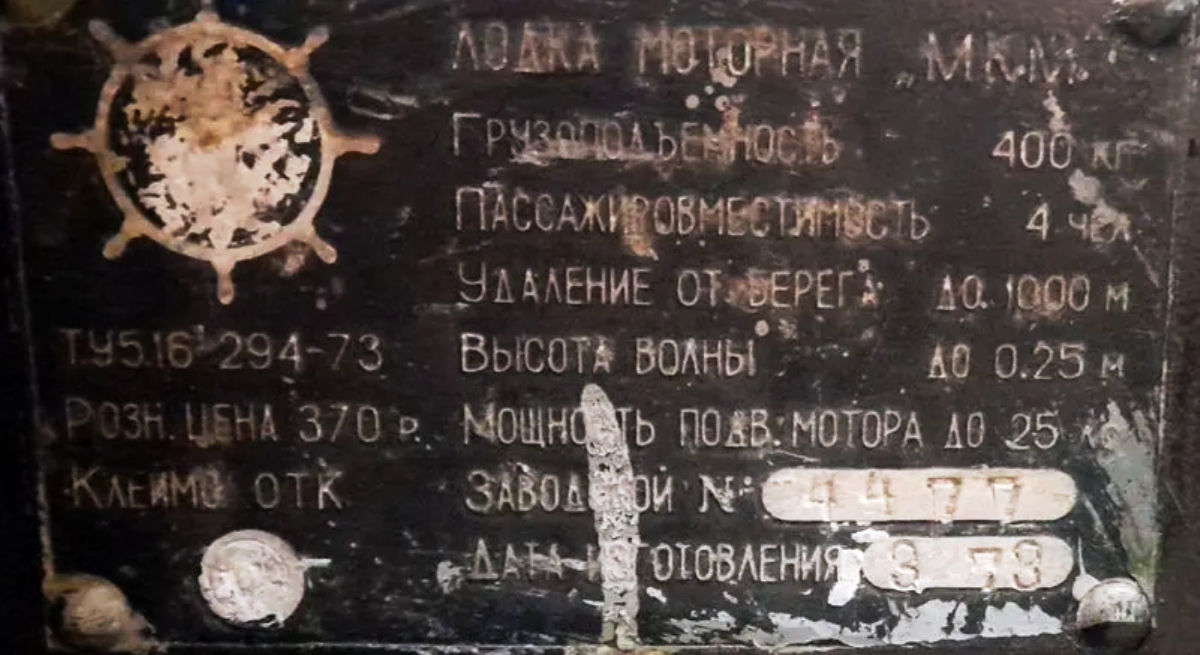 ЛОДКА МОТОРНАЯ „МКМ"
ГРУЗОПОДЪЕМНОСТЬ 400 КГ
ПАССАЖИРОВМЕСТИМОСТЬ 4 ЧЕЛ
УДАЛЕНИЕ ОТ БЕРЕГА ДО 1000 М
ВЫСОТА ВОЛНЫ ДО 0.25 М
МОЩНОСТЬ ПОДВ. МОТОРА ДО 25
ЗАВОДСКОЙ № 4477
ДАТА ИЗГОТОВЛЕНИЯ
ТУ5.16-294-73
РОЗН. ЦЕНА 370 Р.
КЛЕЙМО ОТК